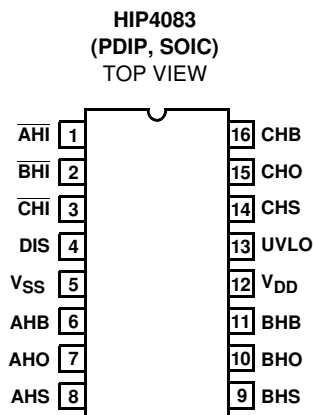 HIP4083
(PDIP, SOIC)
TOP VIEW
AHI 1 16 CHB
BHI 2 15 CHO
CHI 3 14 CHS
DIS 4 13 UVLO
VSS 5 12 VDD
AHB 6 11 BHB
AHO 7 10 BHO
AHS 8 9 BHS